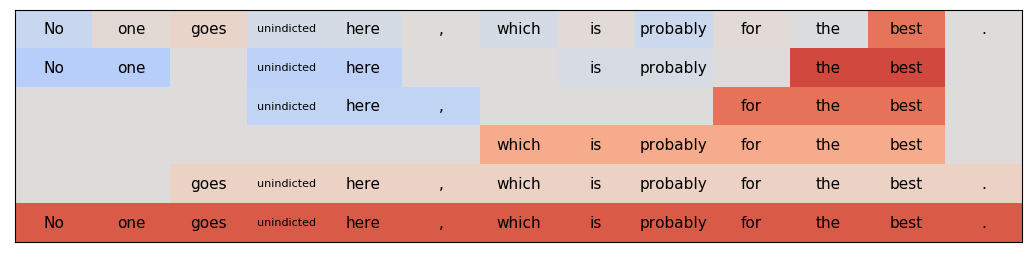 No one goes unindicted here , which is probably for the best .
No one unindicted here is probably the best
unindicted here , for the best
which is probably for the best
goes unindicted here , which is probably for the best .
No one goes unindicted here , which is probably for the best .